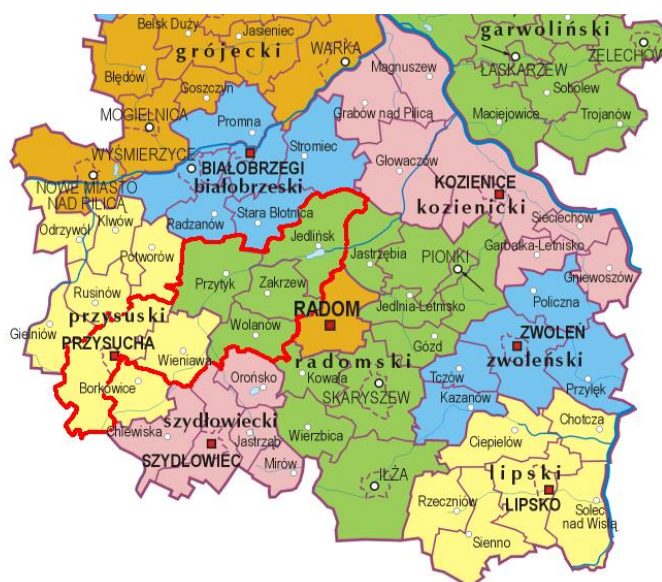 Belsk Duży
Jasieniec
grójecki
WARKA
garwoliński
ŻELECHÓW
Magnuszew
ŁASKARZEW
Błędów
Goszczyn
Sobolew
MOGIELNICA
Promna
Grabów nad Pilicą
Maciejowice
Trojanów
WYŚMIERZYCE
Stromiec
BIAŁOBRZEGI
białobrzeski
Głowaczów
NOWE MIASTO
NAD PILICĄ
KOZIENICE
kozienicki
Klwów
Radzanów
Stara Błotnica
Sieciechów
Odrzywół
Jedlińsk
Garbatka-Letnisko
Potworów
Jastrzębia
PIONKI
Gniewoszów
Przytyk
Zakrzew
Rusinów
Jedlnia-Letnisko
Policzna
przysuski
RADOM
Gielniów
Wolanów
PRZYSUCHA
Gózd
ZWOLEŃ
zwoleński
Wieniawa
radomski
Kowala
Borkowice
Orońsko
SKARYSZEW
Tczów
Przyłęk
Kazanów
szydłowiecki
Chotcza
Chlewiska
Wierzbica
Ciepielów
Jastrząb
SZYDŁOWIEC
Mirów
lipski
IŁŻA
Rzeczniów
LIPSKO
Solec
nad Wisłą
Sienno